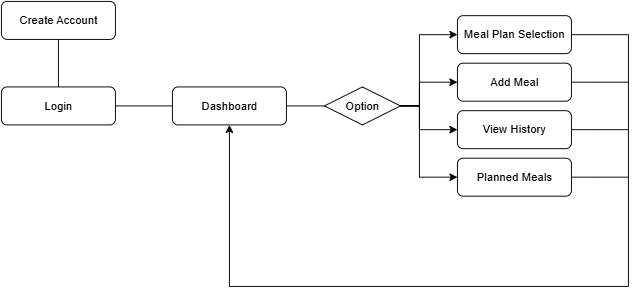 Create Account
Login
Dashboard
Option
Meal Plan Selection
Add Meal
View History
Planned Meals